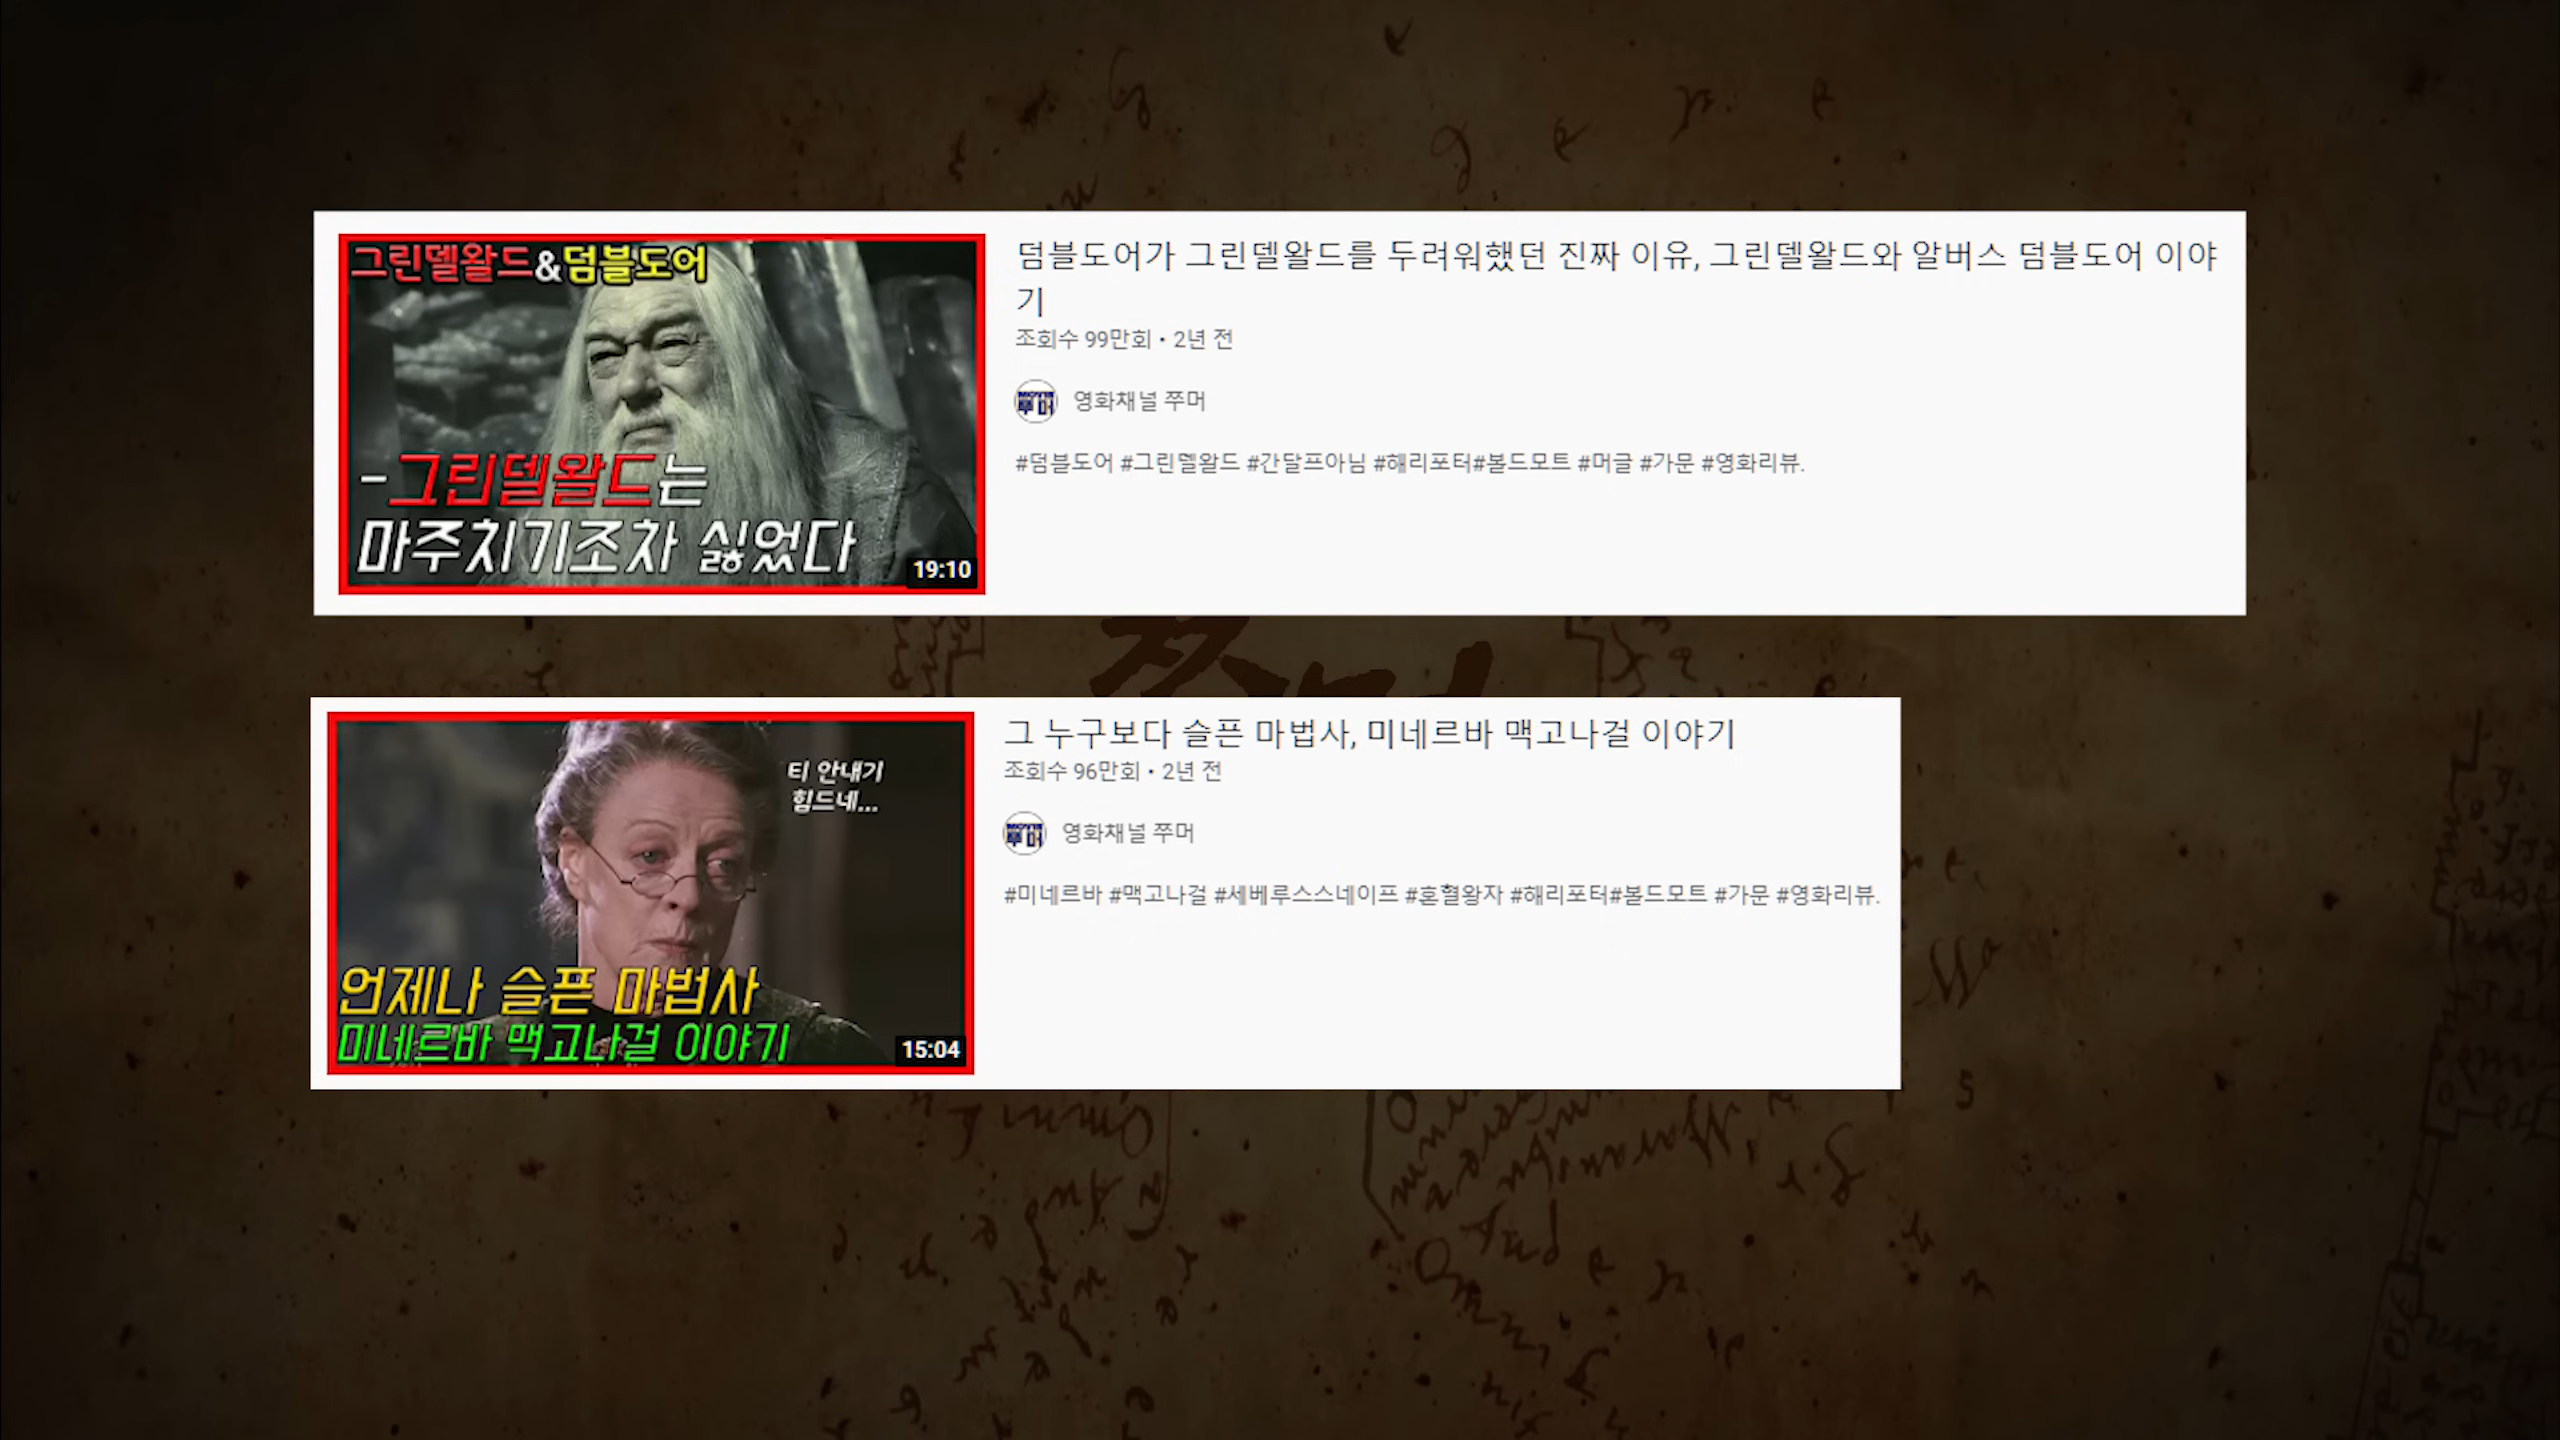 그린델왈드&덤블도어
-그린델왈드는
마주치기조차 싫었다
19:10
덤블도어가 그린델왈드를 두려워했던 진짜 이유, 그린델왈드와 알버스 덤블도어 이야
기
조회수 99만회 • 2년 전
MOVIE
쭈머
영화채널 쭈머
#덤블도어 #그린델왈드 #간달프아님 #해리포터#볼드모트 #머글 #가문 #영화리뷰.
티 안내기
힘드네...
언제나 슬픈 마법사
미네르바 맥고나걸 이야기
15:04
그 누구보다 슬픈 마법사, 미네르바 맥고나걸 이야기
조회수 96만회 • 2년 전
MOVIE
쭈머
영화채널 쭈머
#미네르바 #맥고나걸 #세베루스스네이프 #혼혈왕자 #해리포터#볼드모트 #가문 #영화리뷰.